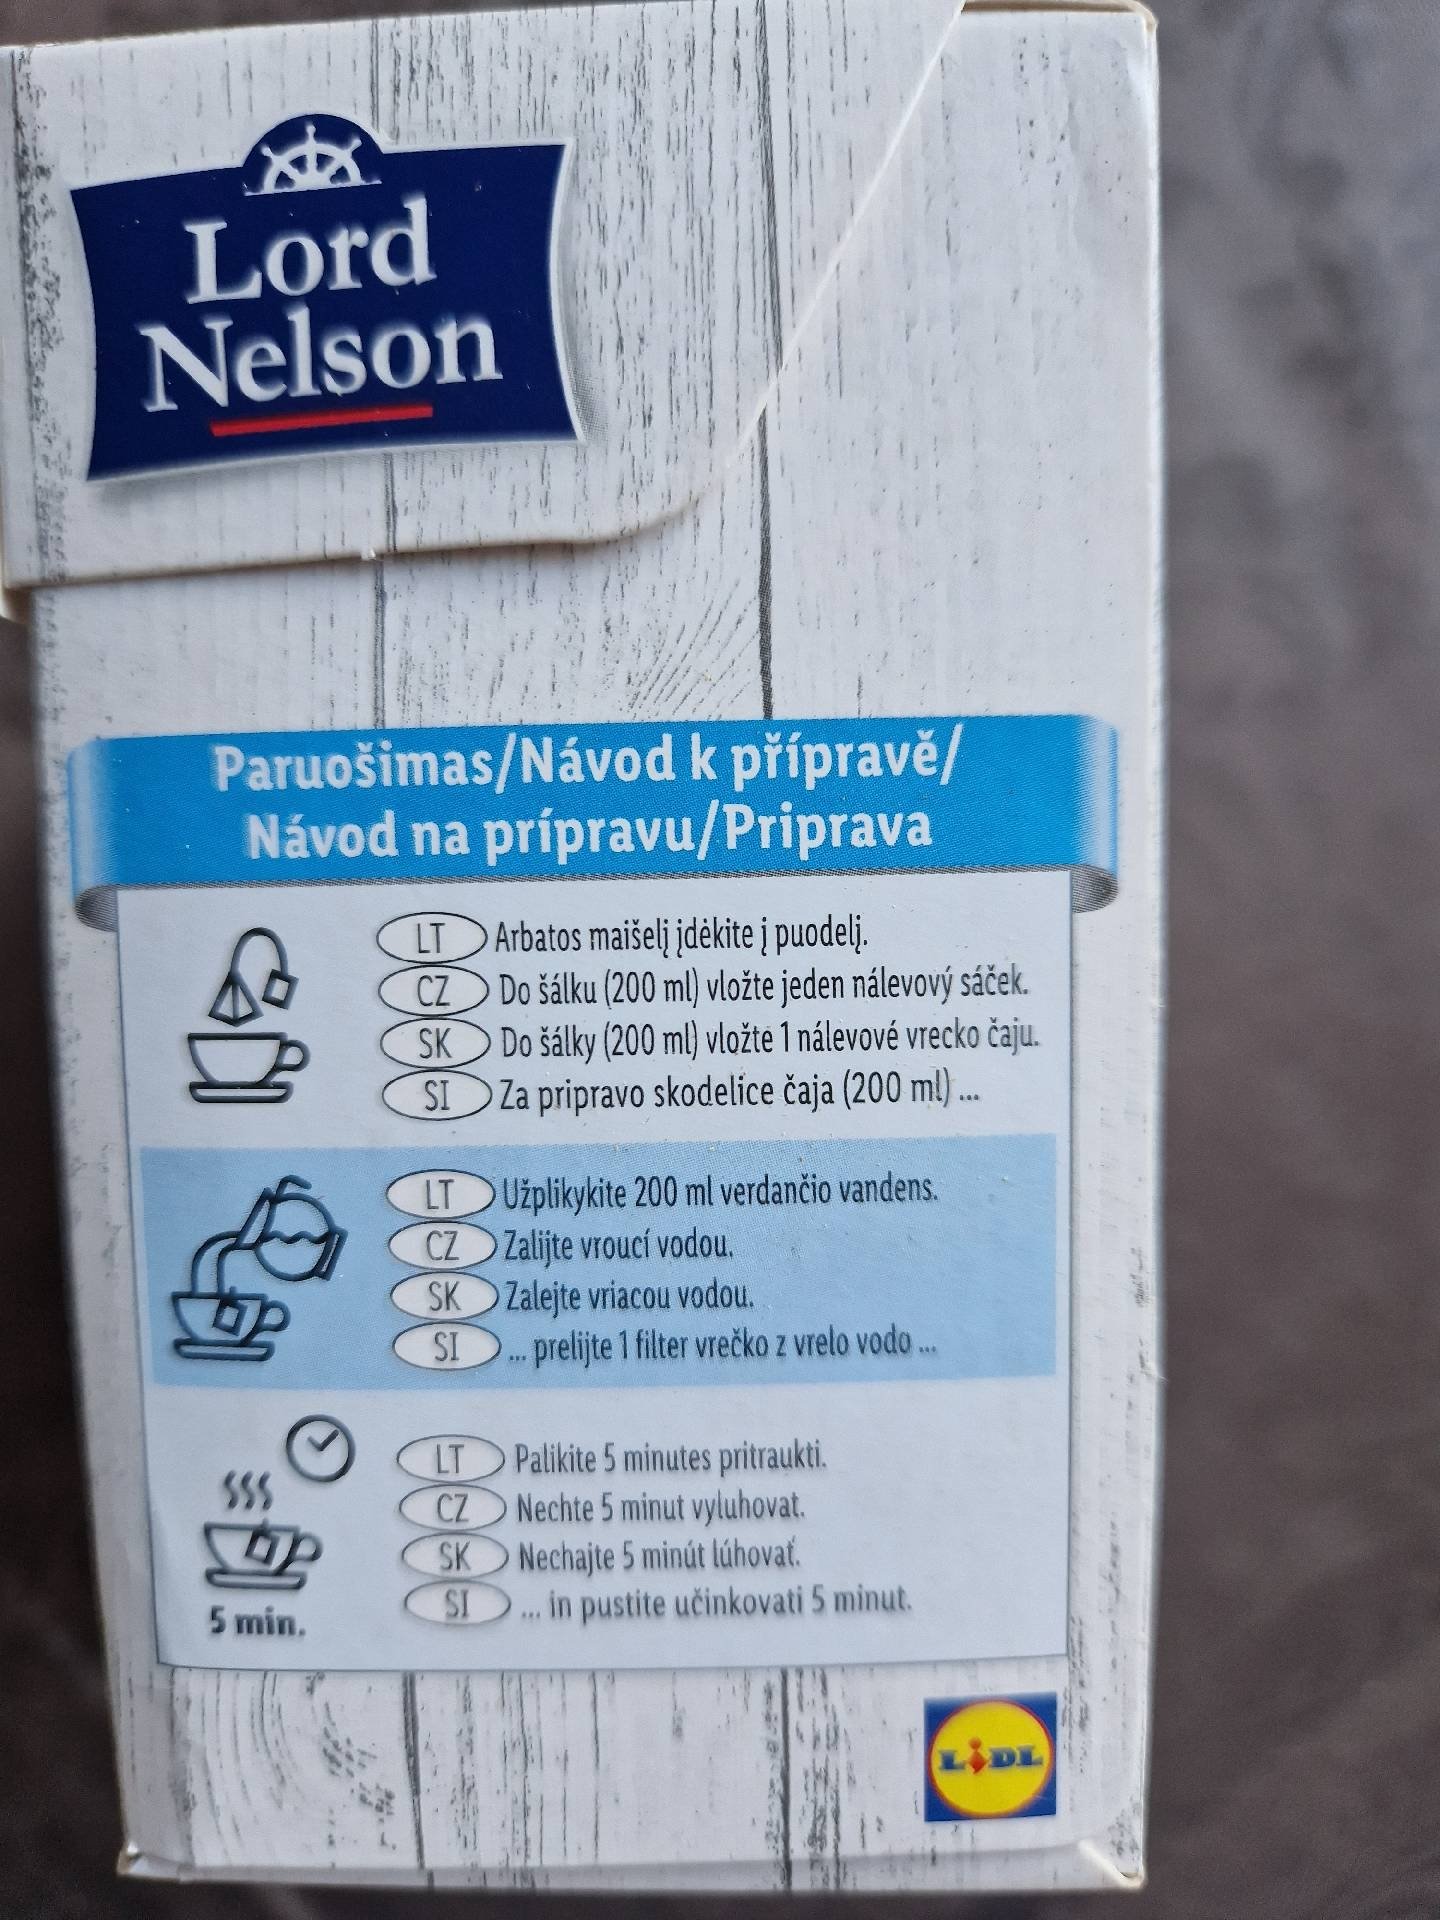 Lord
Nelson
Paruošimas/Návod k přípravě/
Návod na prípravu/Priprava
LT Arbatos maišelį įdėkite į puodelį.
CZ Do šálku (200 ml) vložte jeden nálevový sáček.
SK Do šálky (200 ml) vložte 1 nálevové vrecko čaju.
SI Za pripravo skodelice čaja (200 ml) ...
LT Užplikykite 200 ml verdančio vandens.
CZ Zalijte vroucí vodou.
SK Zalejte vriacou vodou.
SI ... prelijte 1 filter vrečko z vrelo vodo ...
LT Palikite 5 minutes pritraukti.
CZ Nechte 5 minut vyluhovat.
SK Nechajte 5 minút lúhovať.
SI ... in pustite učinkovati 5 minut.
5 min.
LIDL